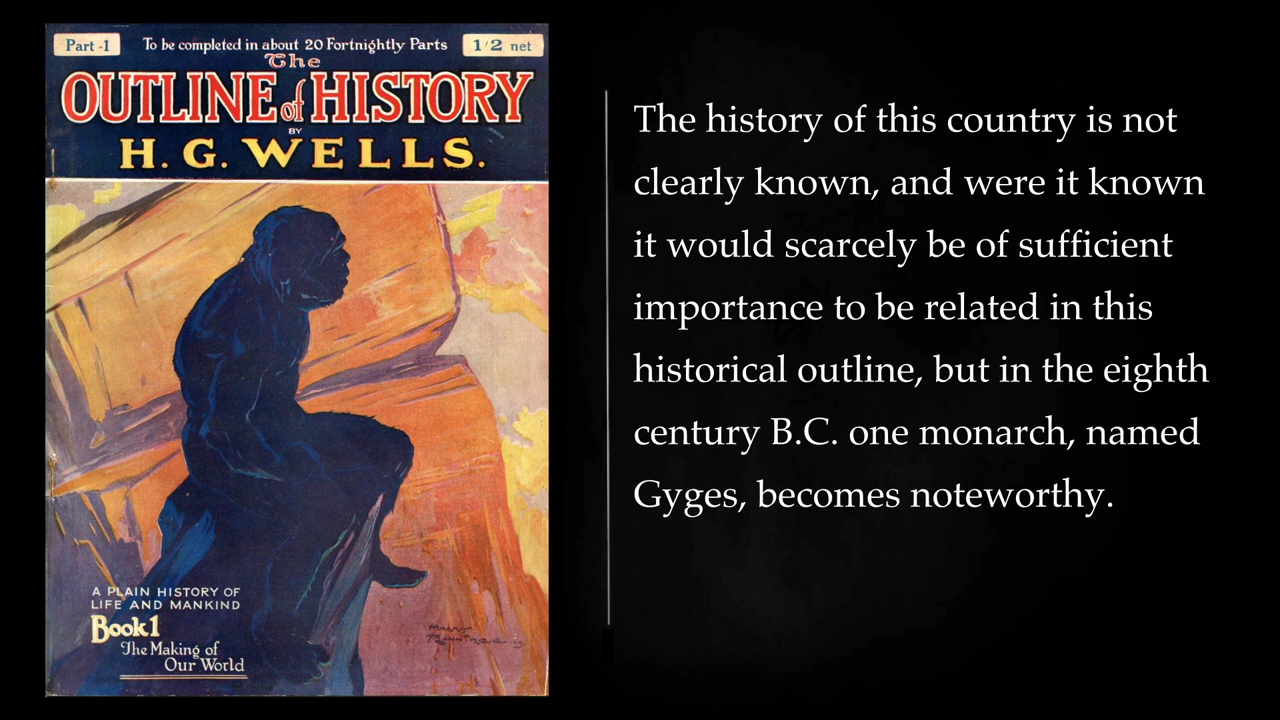 Part -1
To be completed in about 20 Fortnightly Parts
1/2 net
The
OUTLINE of HISTORY
BY
H. G. WELLS.
A PLAIN HISTORY OF
LIFE AND MANKIND
Book 1
The Making of
Our World
The history of this country is not
clearly known, and were it known
it would scarcely be of sufficient
importance to be related in this
historical outline, but in the eighth
century B.C. one monarch, named
Gyges, becomes noteworthy.